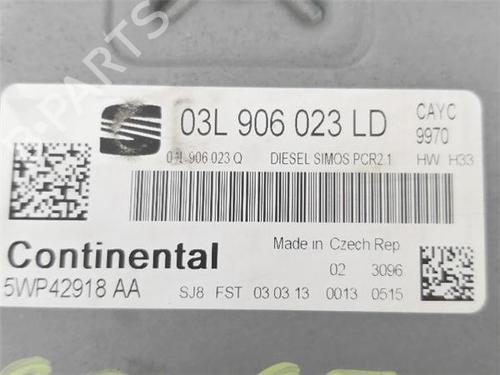 03L 906 023 LD
CAYC
9970
03L 906 023 Q DIESEL SIMOS PCR2.1 HW H33
Continental
Made in Czech Rep
02 3096
5WP42918 AA
SJ8 FST 03 03 13 0013 0515